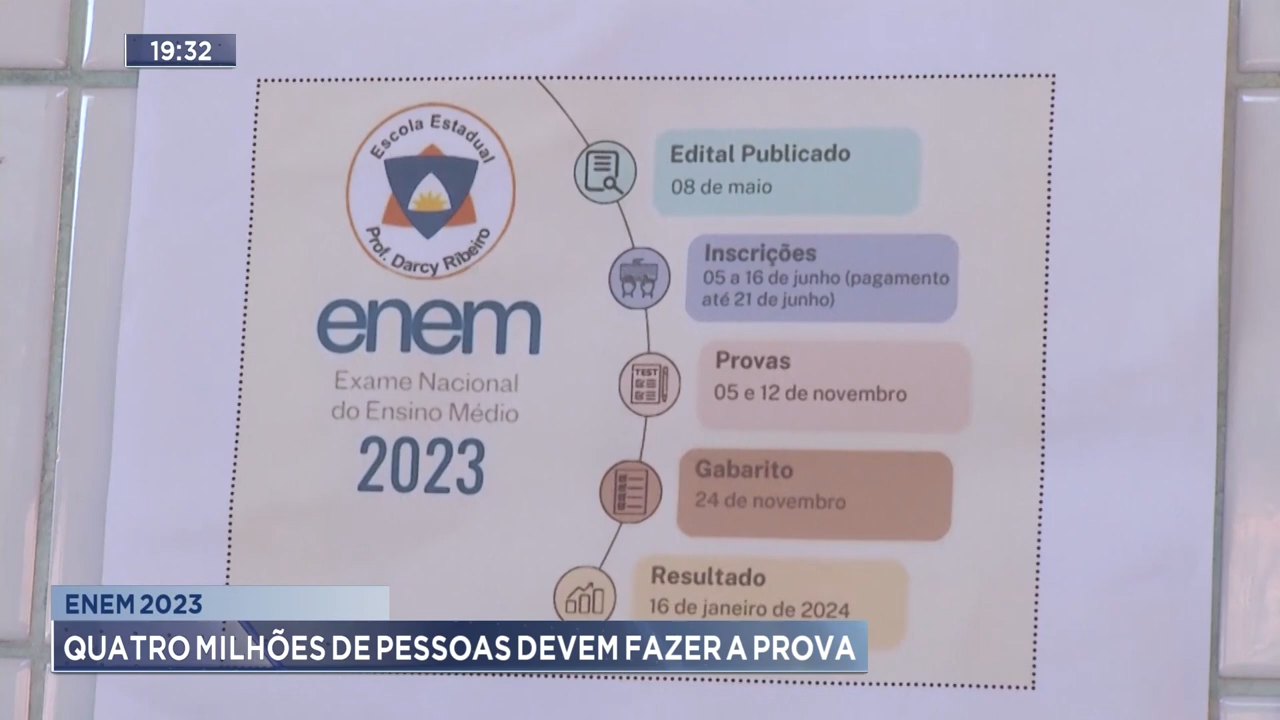 19:32
Escola Estadual
Prof. Darcy Ribeiro
enem
Exame Nacional
do Ensino Médio
2023
Edital Publicado
08 de maio
Inscrições
05 a 16 de junho (pagamento
até 21 de junho)
TEST
Provas
05 e 12 de novembro
Gabarito
24 de novembro
Resultado
16 de janeiro de 2024
ENEM 2023
QUATRO MILHÕES DE PESSOAS DEVEM FAZER A PROVA